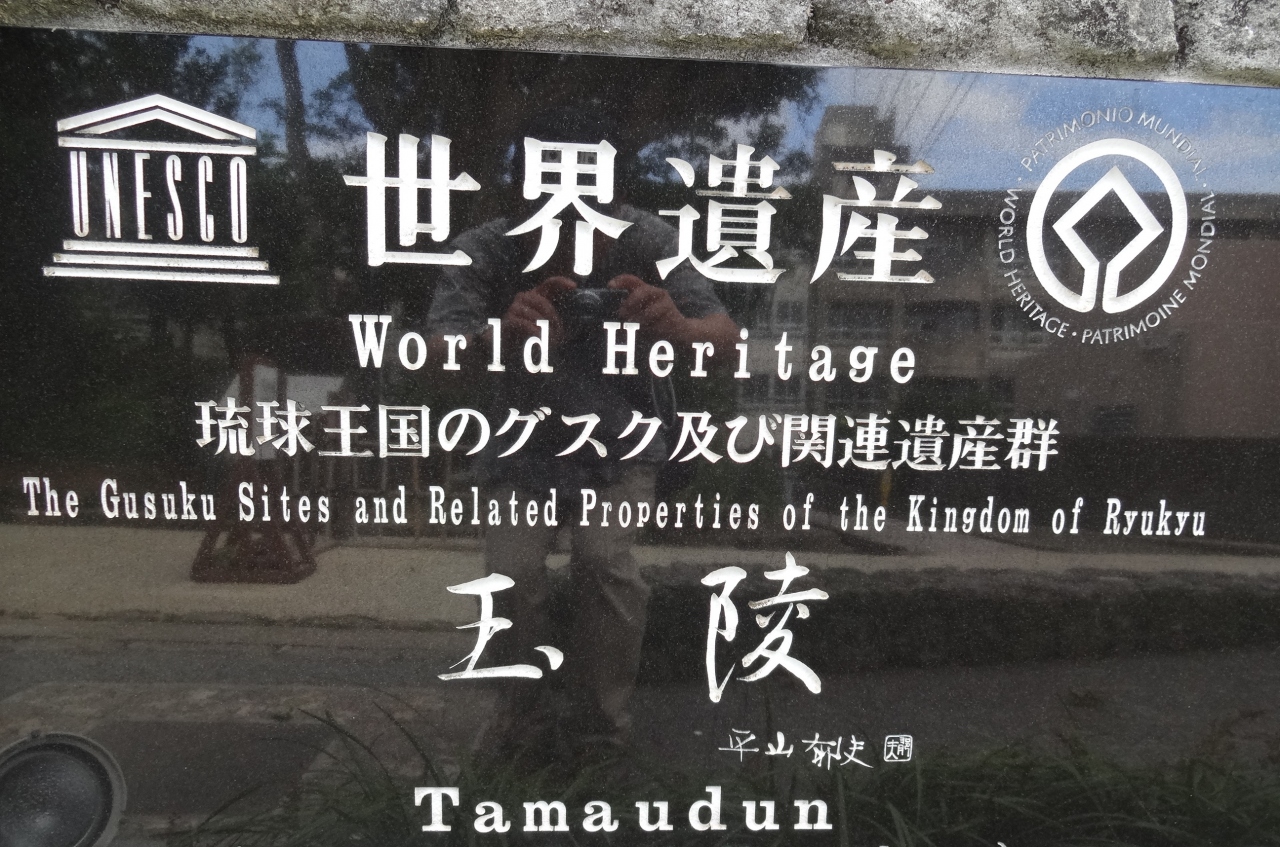 UNESCO
世界遺産
PATRIMONIO MUNDIAL · WORLD HERITAGE · PATRIMOINE MONDIAL ·
World Heritage
琉球王国のグスク及び関連遺産群
The Gusuku Sites and Related Properties of the Kingdom of Ryukyu
玉陵
平山郁夫
Tamaudun